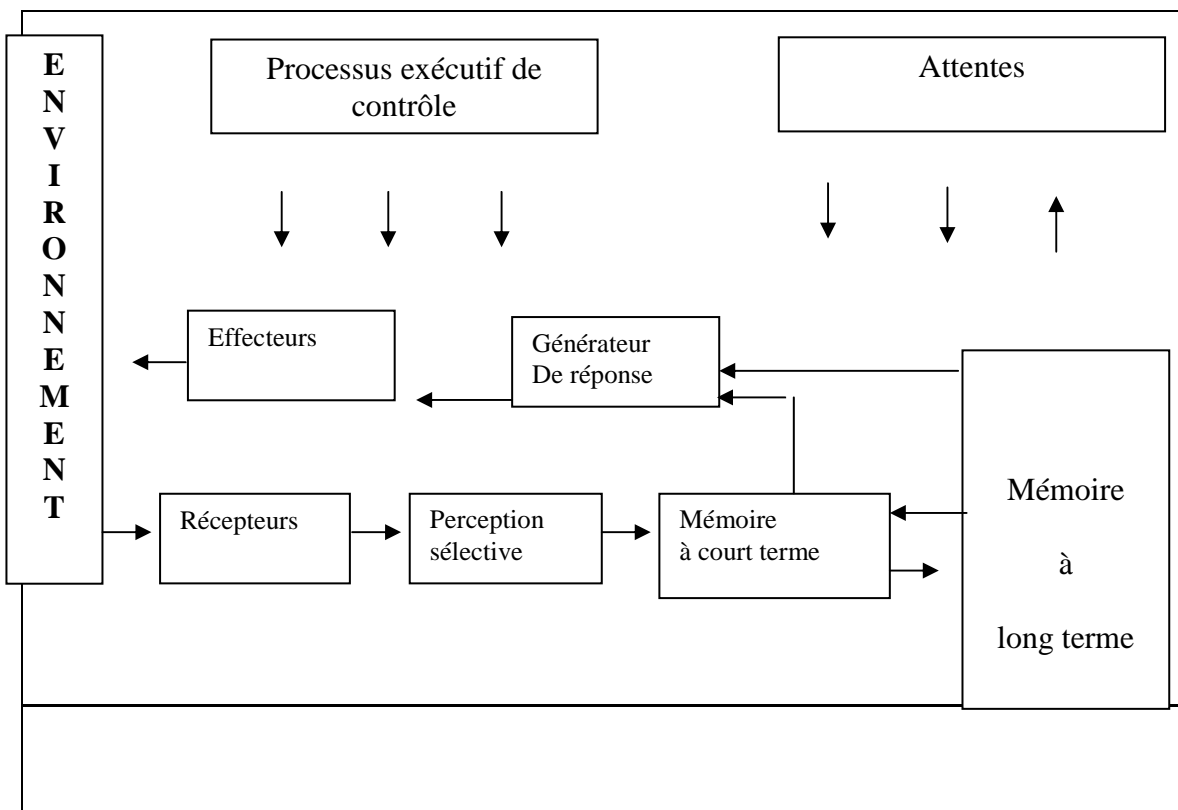 ENVIRONNEMENT
Processus exécutif de
contrôle
Attentes
Effecteurs
Générateur
De réponse
Récepteurs
Perception
sélective
Mémoire
à court terme
Mémoire
à
long terme